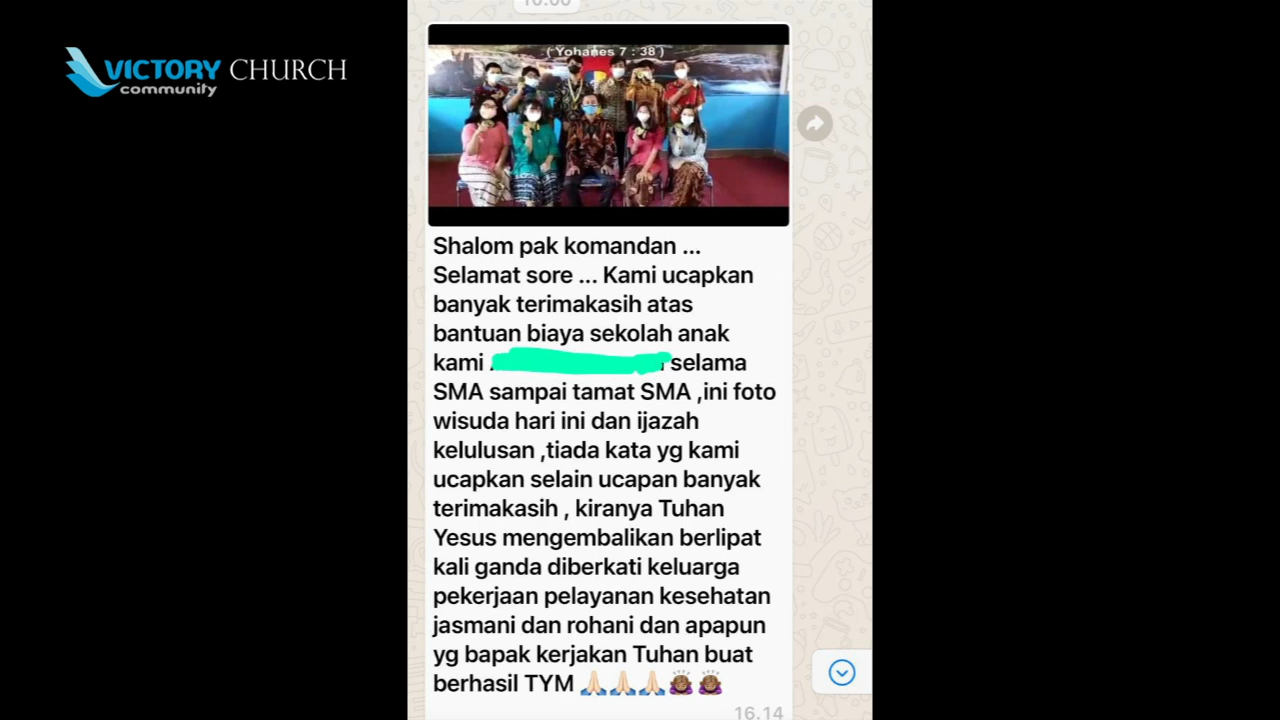 16.00
VICTORY CHURCH
community
( Yohanes 7 : 38 )
Shalom pak komandan ...
Selamat sore ... Kami ucapkan
banyak terimakasih atas
bantuan biaya sekolah anak
kami selama
SMA sampai tamat SMA ,ini foto
wisuda hari ini dan ijazah
kelulusan ,tiada kata yg kami
ucapkan selain ucapan banyak
terimakasih , kiranya Tuhan
Yesus mengembalikan berlipat
kali ganda diberkati keluarga
pekerjaan pelayanan kesehatan
jasmani dan rohani dan apapun
yg bapak kerjakan Tuhan buat
berhasil TYM 🙏🏻🙏🏻🙏🏻🙇🏾🙇🏾
16.14